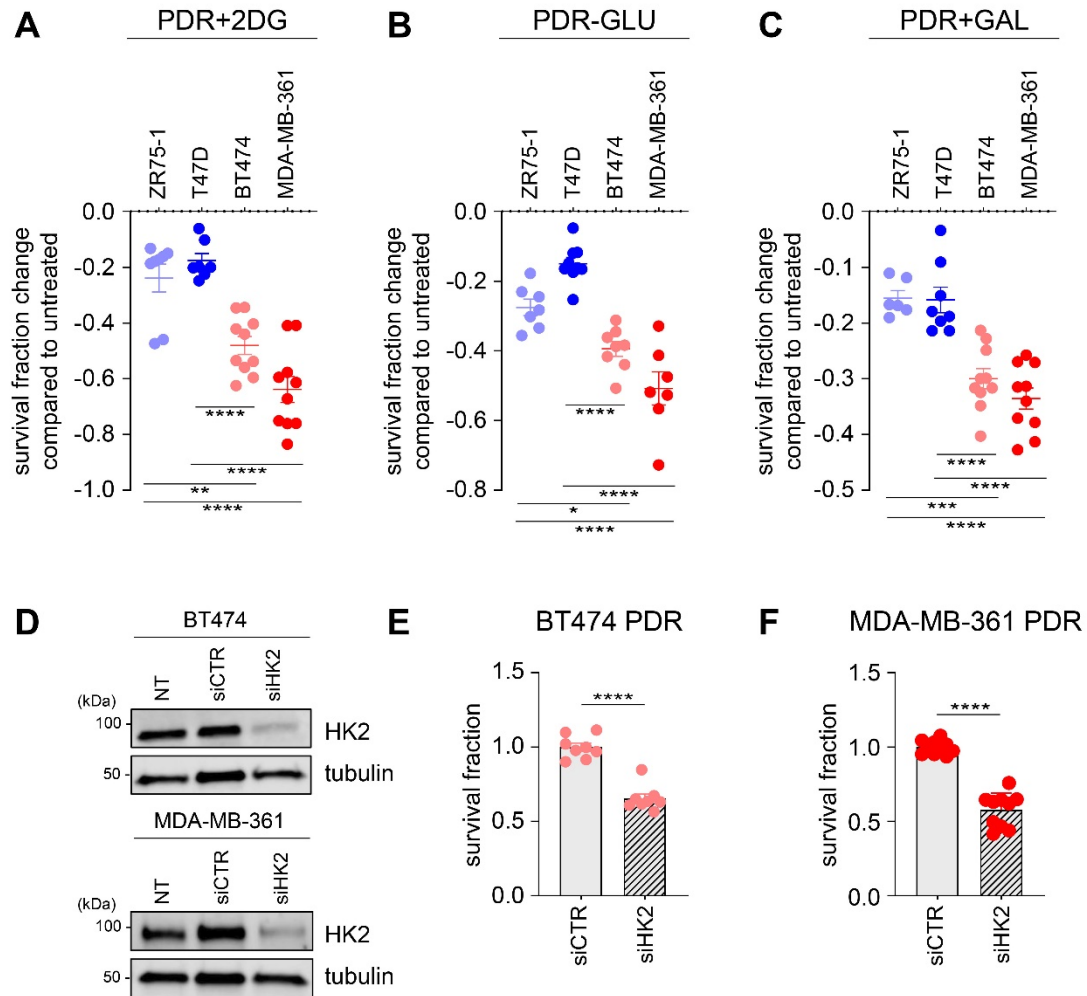 A PDR+2DG
ZR75-1
T47D
BT474
MDA-MB-361
survival fraction change
compared to untreated
0.0
-0.2
-0.4
-0.6
-0.8
-1.0
****
****
**
****
B PDR-GLU
ZR75-1
T47D
BT474
MDA-MB-361
survival fraction change
compared to untreated
0.0
-0.2
-0.4
-0.6
-0.8
****
****
*
****
C PDR+GAL
ZR75-1
T47D
BT474
MDA-MB-361
survival fraction change
compared to untreated
0.0
-0.1
-0.2
-0.3
-0.4
-0.5
****
****
***
****
D
BT474
NT
siCTR
siHK2
(kDa)
100 - HK2
50 - tubulin
MDA-MB-361
NT
siCTR
siHK2
(kDa)
100 - HK2
50 - tubulin
E BT474 PDR
survival fraction
1.5
1.0
0.5
0.0
****
siCTR
siHK2
F MDA-MB-361 PDR
survival fraction
1.5
1.0
0.5
0.0
****
siCTR
siHK2